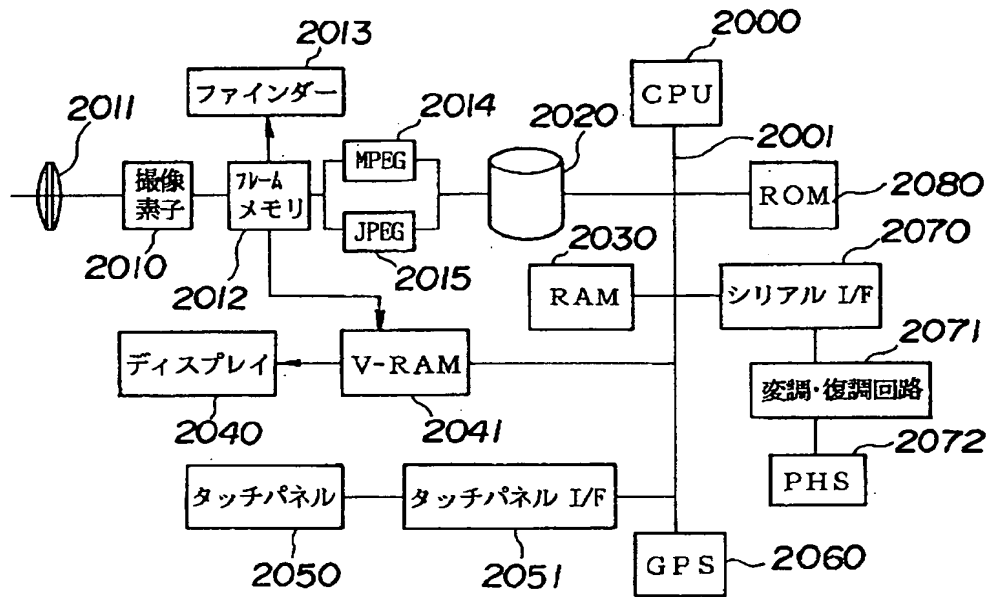 2013
2000
ファインダー
CPU
2011
2014
2020
2001
MPEG
撮像
素子
フレーム
メモリ
ROM
2080
JPEG
2010
2030
2070
2012
2015
RAM
シリアル I/F
2071
ディスプレイ
V-RAM
変調・復調回路
2040
2041
2072
PHS
タッチパネル
タッチパネル I/F
2050
2051
GPS
2060